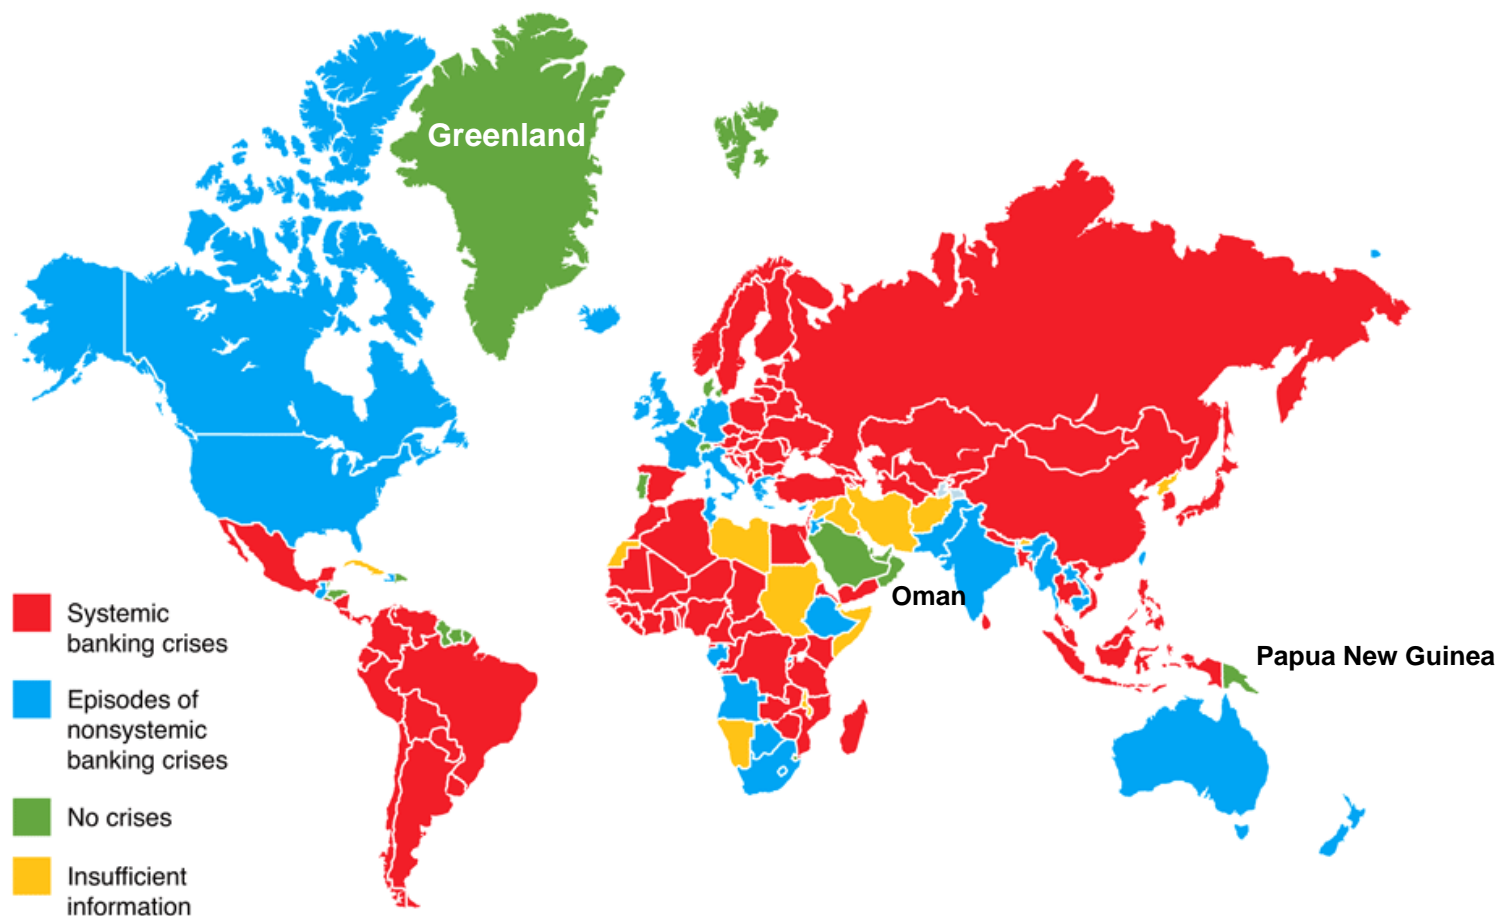 Greenland
Oman
Papua New Guinea
Systemic
banking crises
Episodes of
nonsystemic
banking crises
No crises
Insufficient
information